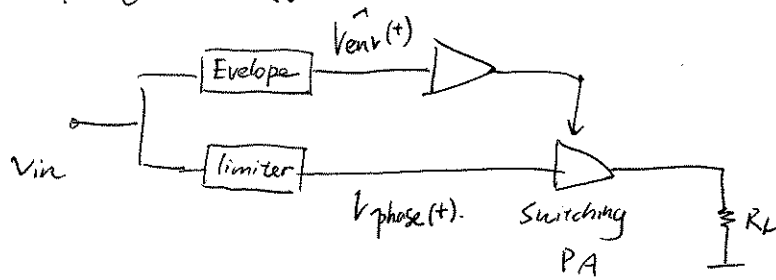 Venv(t)
Evelope
Vin
limiter
Vphase(t).
Switching
PA
RL